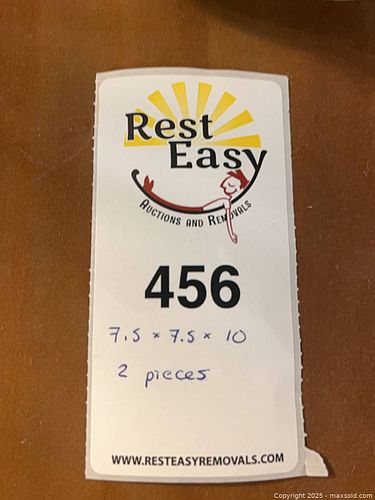 Rest
Easy
AUCTIONS AND REMOVALS
456
7.5 x 7.5 x 10
2 pieces
WWW.RESTEASYREMOVALS.COM
Copyright 2025 - maxsold.com